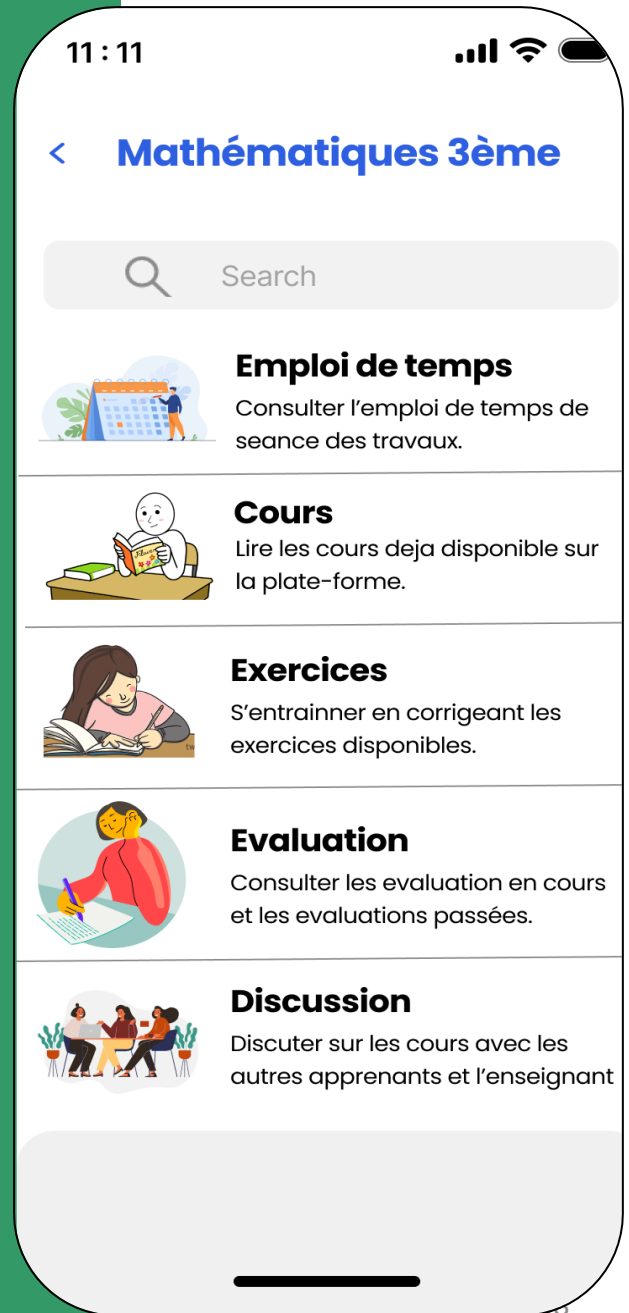 11 : 11
Mathématiques 3ème
Search
Emploi de temps
Consulter l’emploi de temps de
seance des travaux.
Cours
Lire les cours deja disponible sur
la plate-forme.
Exercices
S’entrainner en corrigeant les
exercices disponibles.
Evaluation
Consulter les evaluation en cours
et les evaluations passées.
Discussion
Discuter sur les cours avec les
autres apprenants et l’enseignant